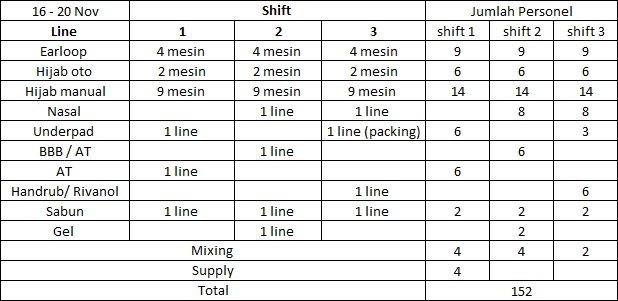 16 - 20 Nov Shift Jumlah Personel
Line 1 2 3 shift 1 shift 2 shift 3
Earloop 4 mesin 4 mesin 4 mesin 9 9 9
Hijab oto 2 mesin 2 mesin 2 mesin 6 6 6
Hijab manual 9 mesin 9 mesin 9 mesin 14 14 14
Nasal 1 line 1 line 8 8
Underpad 1 line 1 line (packing) 6 3
BBB / AT 1 line 6
AT 1 line 6
Handrub/ Rivanol 1 line 6
Sabun 1 line 1 line 1 line 2 2 2
Gel 1 line 2
Mixing 4 4 2
Supply 4
Total 152